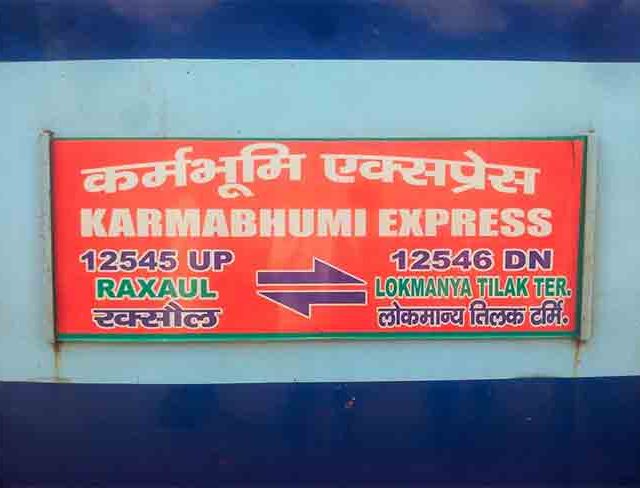 कर्मभूमि एक्सप्रेस
KARMABHUMI EXPRESS
12545 UP
RAXAUL
रक्सौल
12546 DN
LOKMANYA TILAK TER.
लोकमान्य तिलक टर्मि.